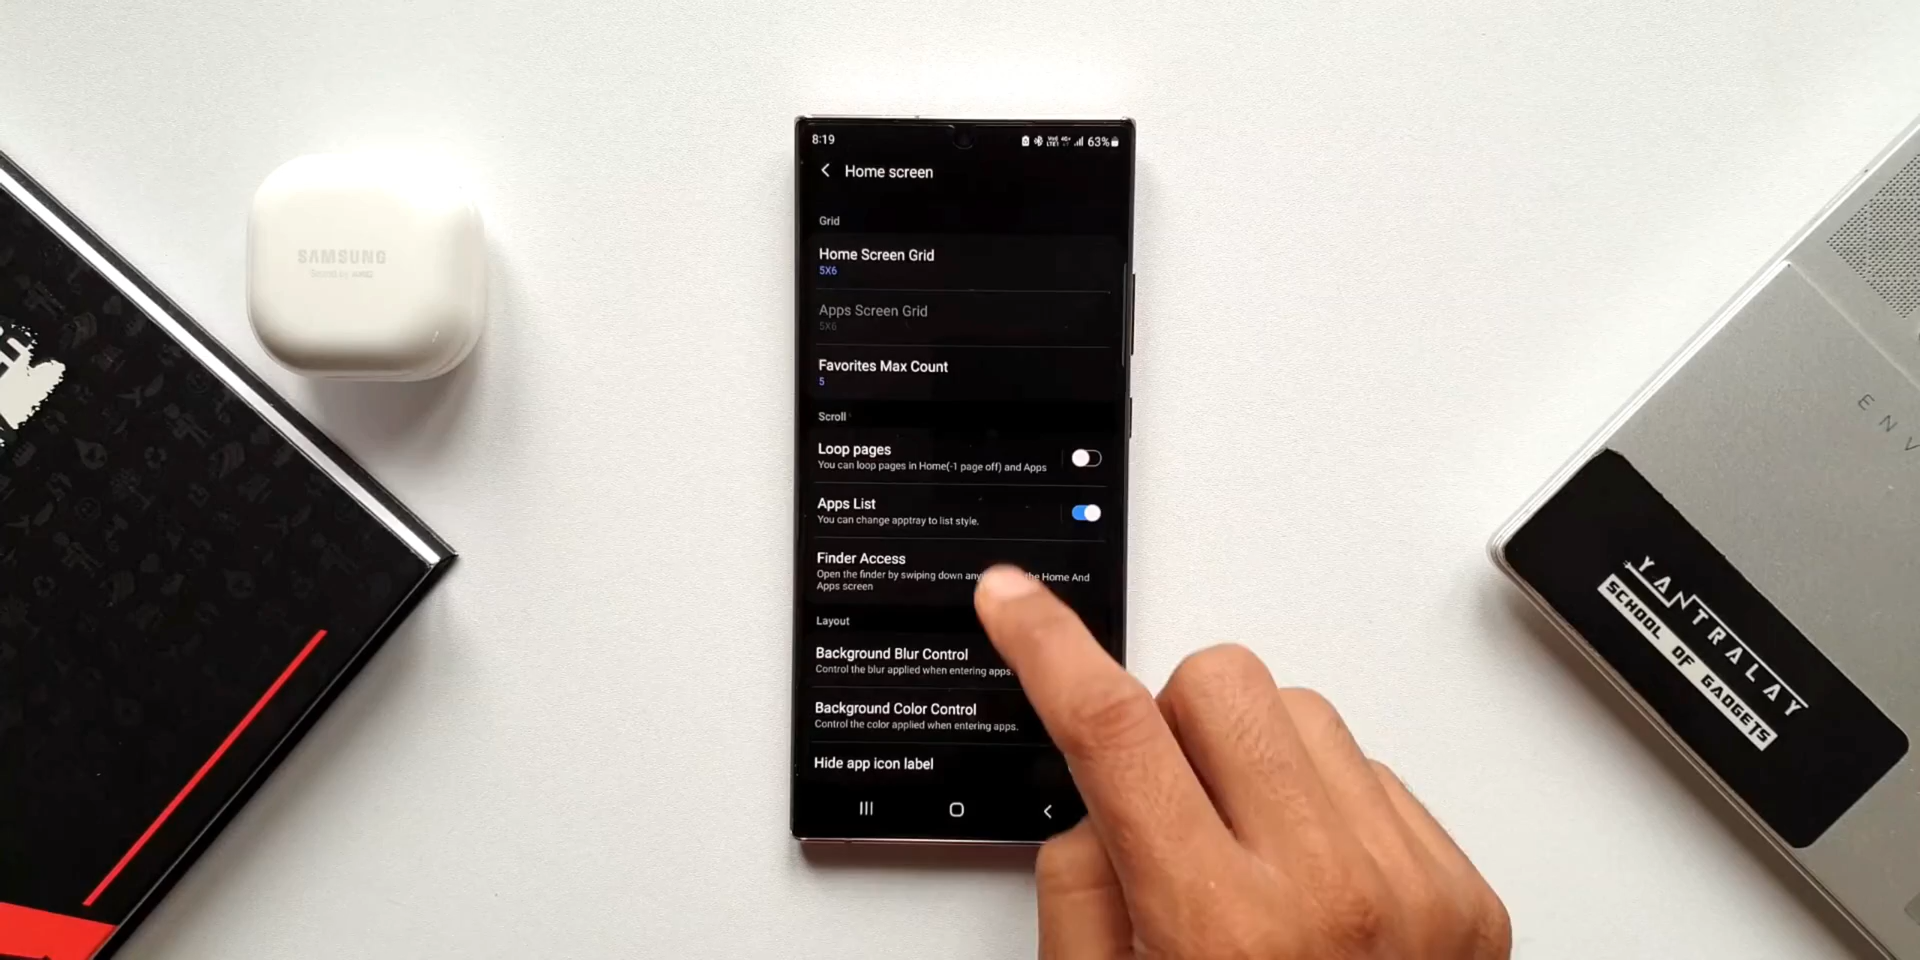 SAMSUNG
Sound by AKG
8:19
63%
Home screen
Grid
Home Screen Grid
5X6
Apps Screen Grid
5X6
Favorites Max Count
5
Scroll
Loop pages
You can loop pages in Home(-1 page off) and Apps
Apps List
You can change apptray to list style.
Finder Access
Open the finder by swiping down the Home And
Apps screen
Layout
Background Blur Control
Control the blur applied when entering apps.
Background Color Control
Control the color applied when entering apps.
Hide app icon label
ENV
YANTRALAY
SCHOOL OF GADGETS